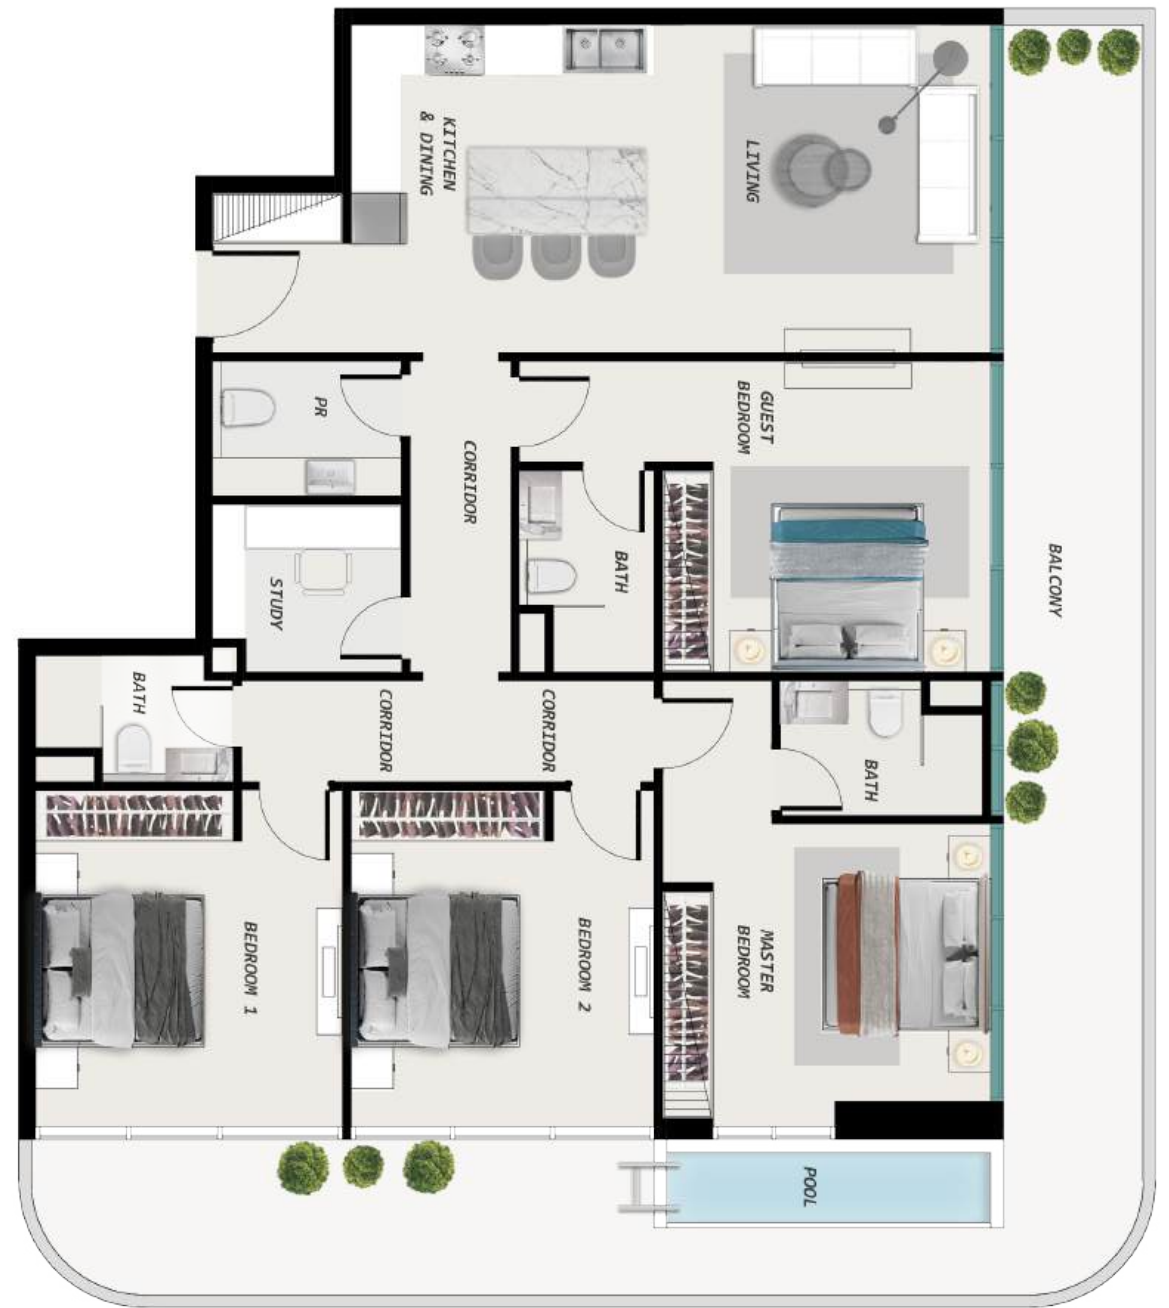 KITCHEN
& DINING
LIVING
PR
CORRIDOR
GUEST
BEDROOM
BATH
STUDY
BALCONY
BATH
CORRIDOR
CORRIDOR
BATH
BEDROOM 1
BEDROOM 2
MASTER
BEDROOM
POOL